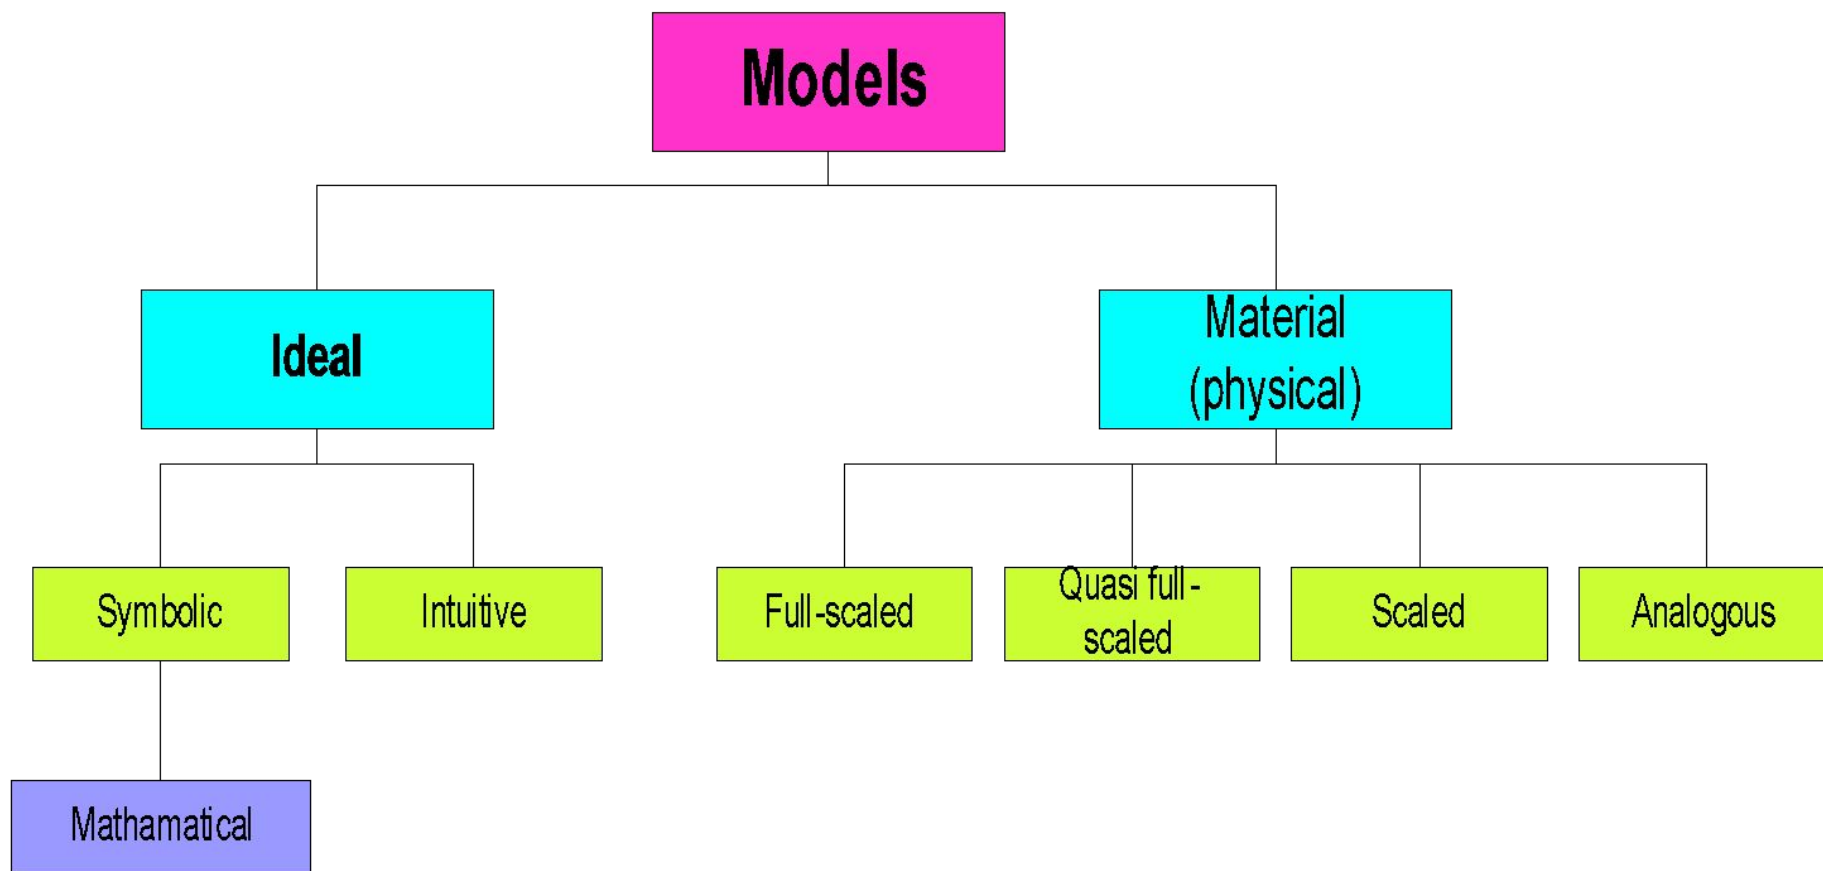 Models
Ideal
Material
(physical)
Symbolic
Intuitive
Full-scaled
Quasi full-
scaled
Scaled
Analogous
Mathamatical